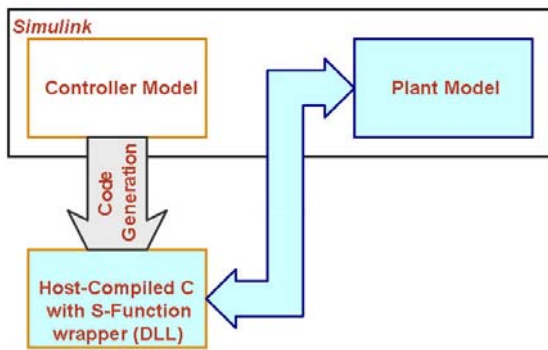 Simulink
Controller Model
Plant Model
Code
Generation
Host-Compiled C
with S-Function
wrapper (DLL)